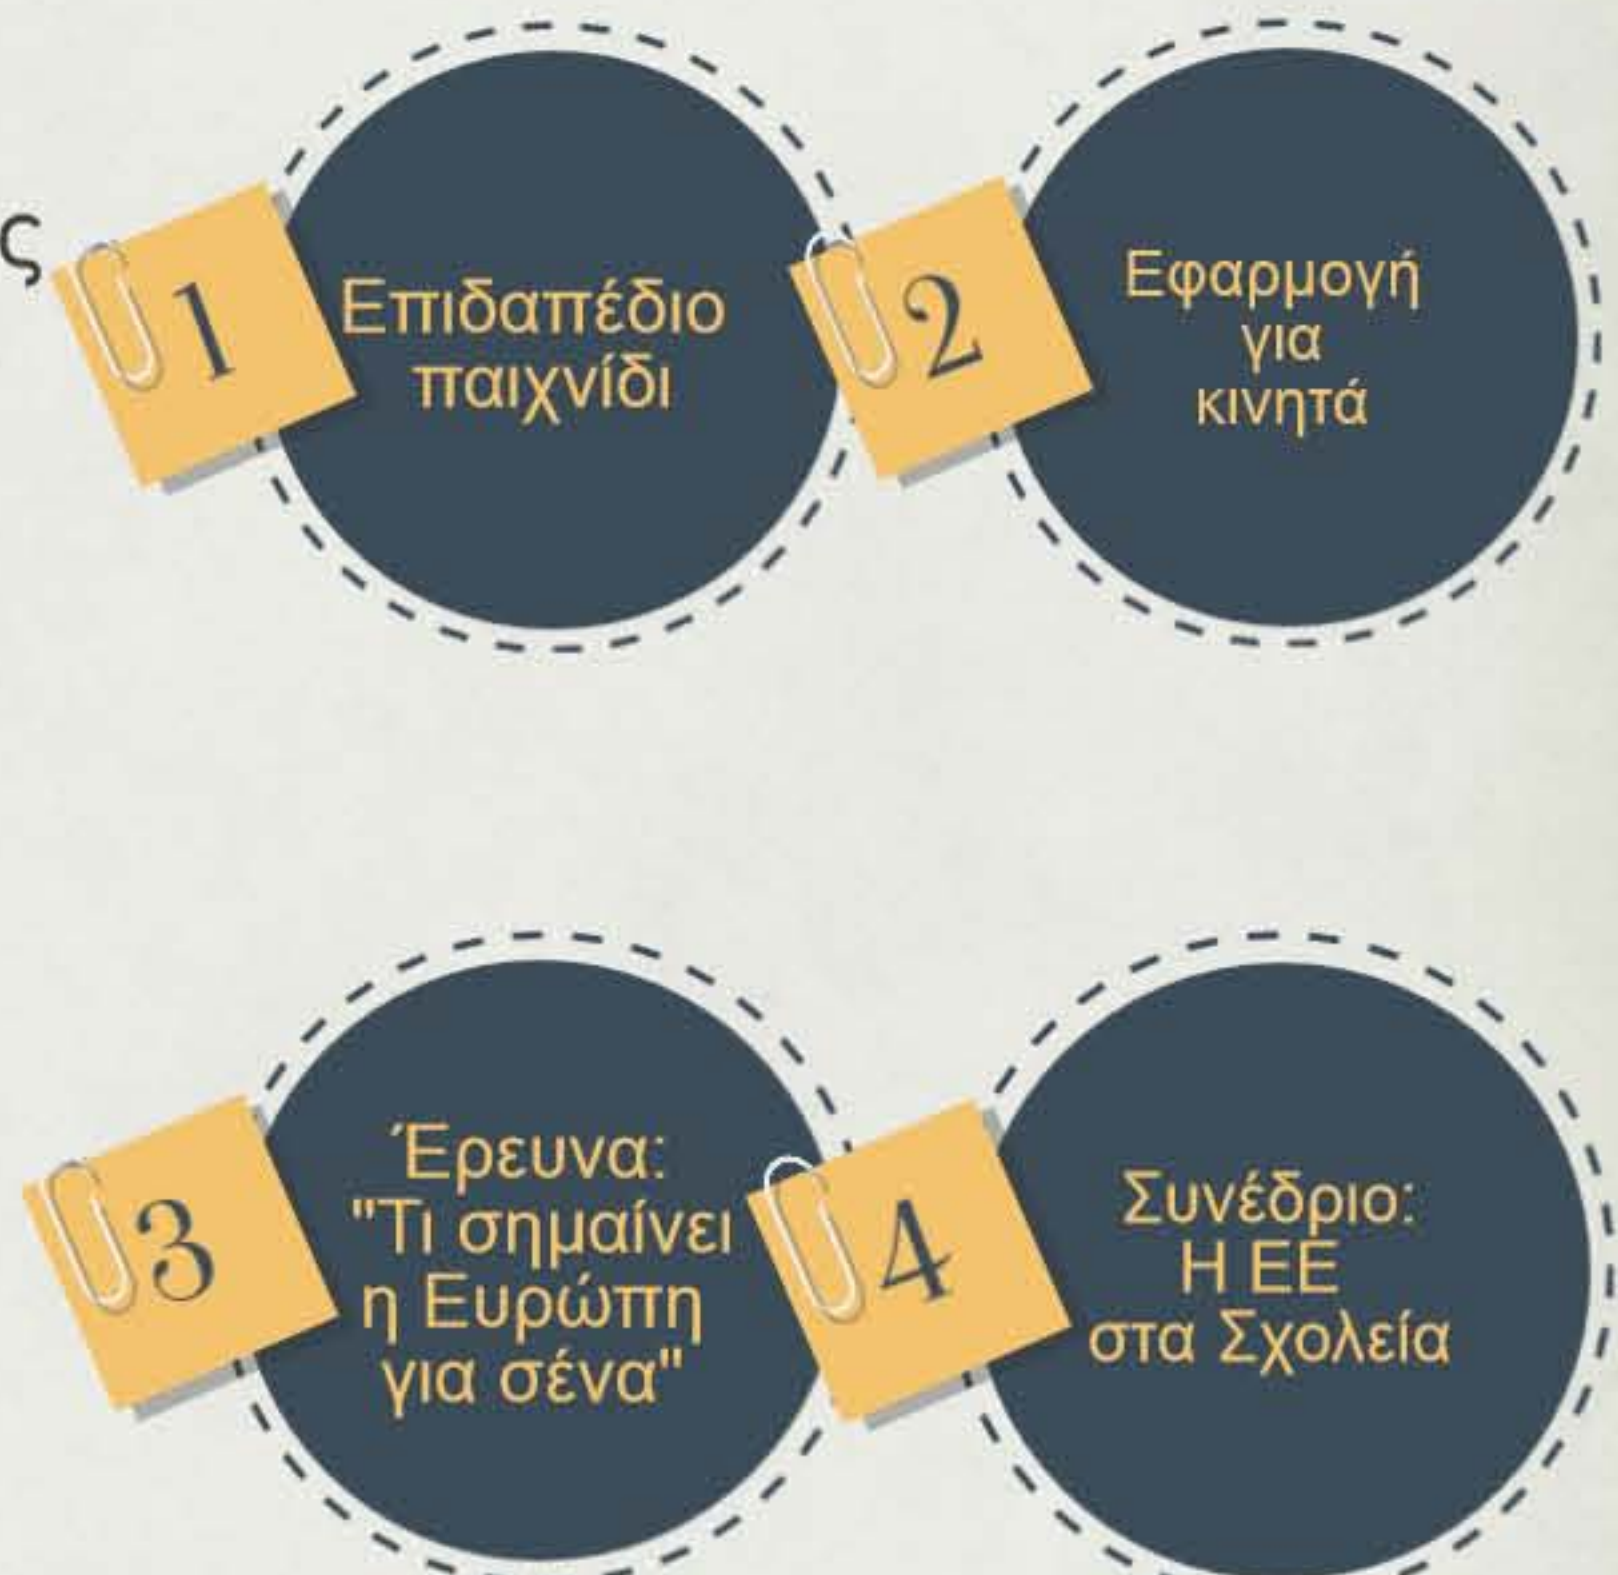 ς
1
Επιδαπέδιο
παιχνίδι
2
Εφαρμογή
για
κινητά
3
Έρευνα:
"Τι σημαίνει
η Ευρώπη
για σένα"
4
Συνέδριο:
Η ΕΕ
στα Σχολεία